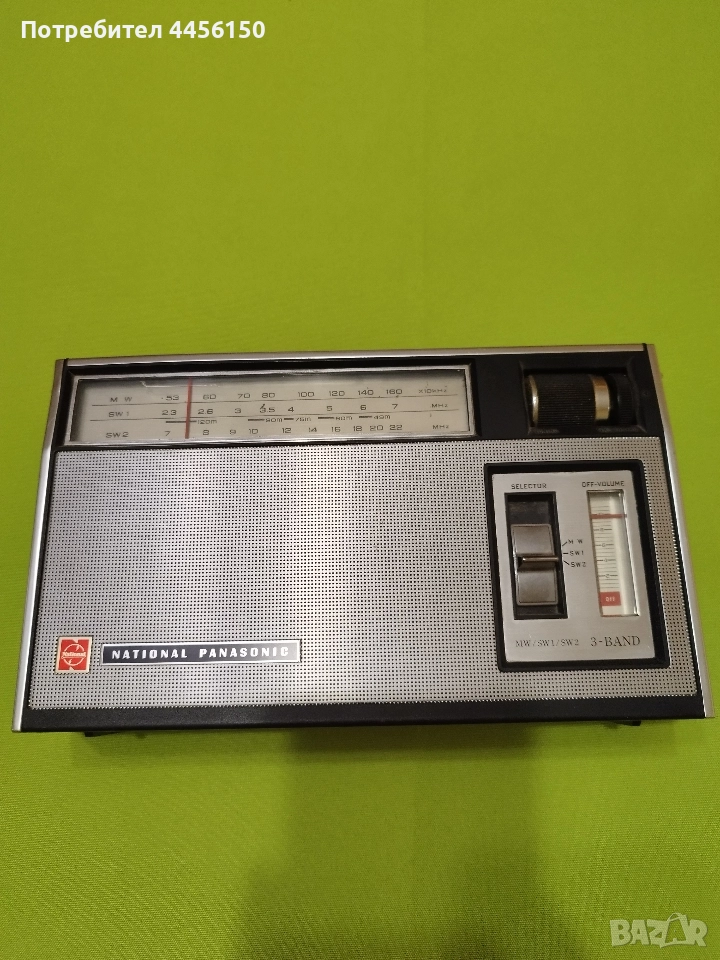 Потребител 4456150
MW 53 60 70 80 100 120 140 160 x10kHz
SW1 2.3 2.6 3 3.5 4 5 6 7 MHz
120m 90m 75m 60m 49m
SW2 7 8 9 10 12 14 16 18 20 22 MHz
SELECTOR OFF-VOLUME
MW
SW1
SW2
OFF
MW/SW1/SW2 3-BAND
National
NATIONAL PANASONIC
BAZAR